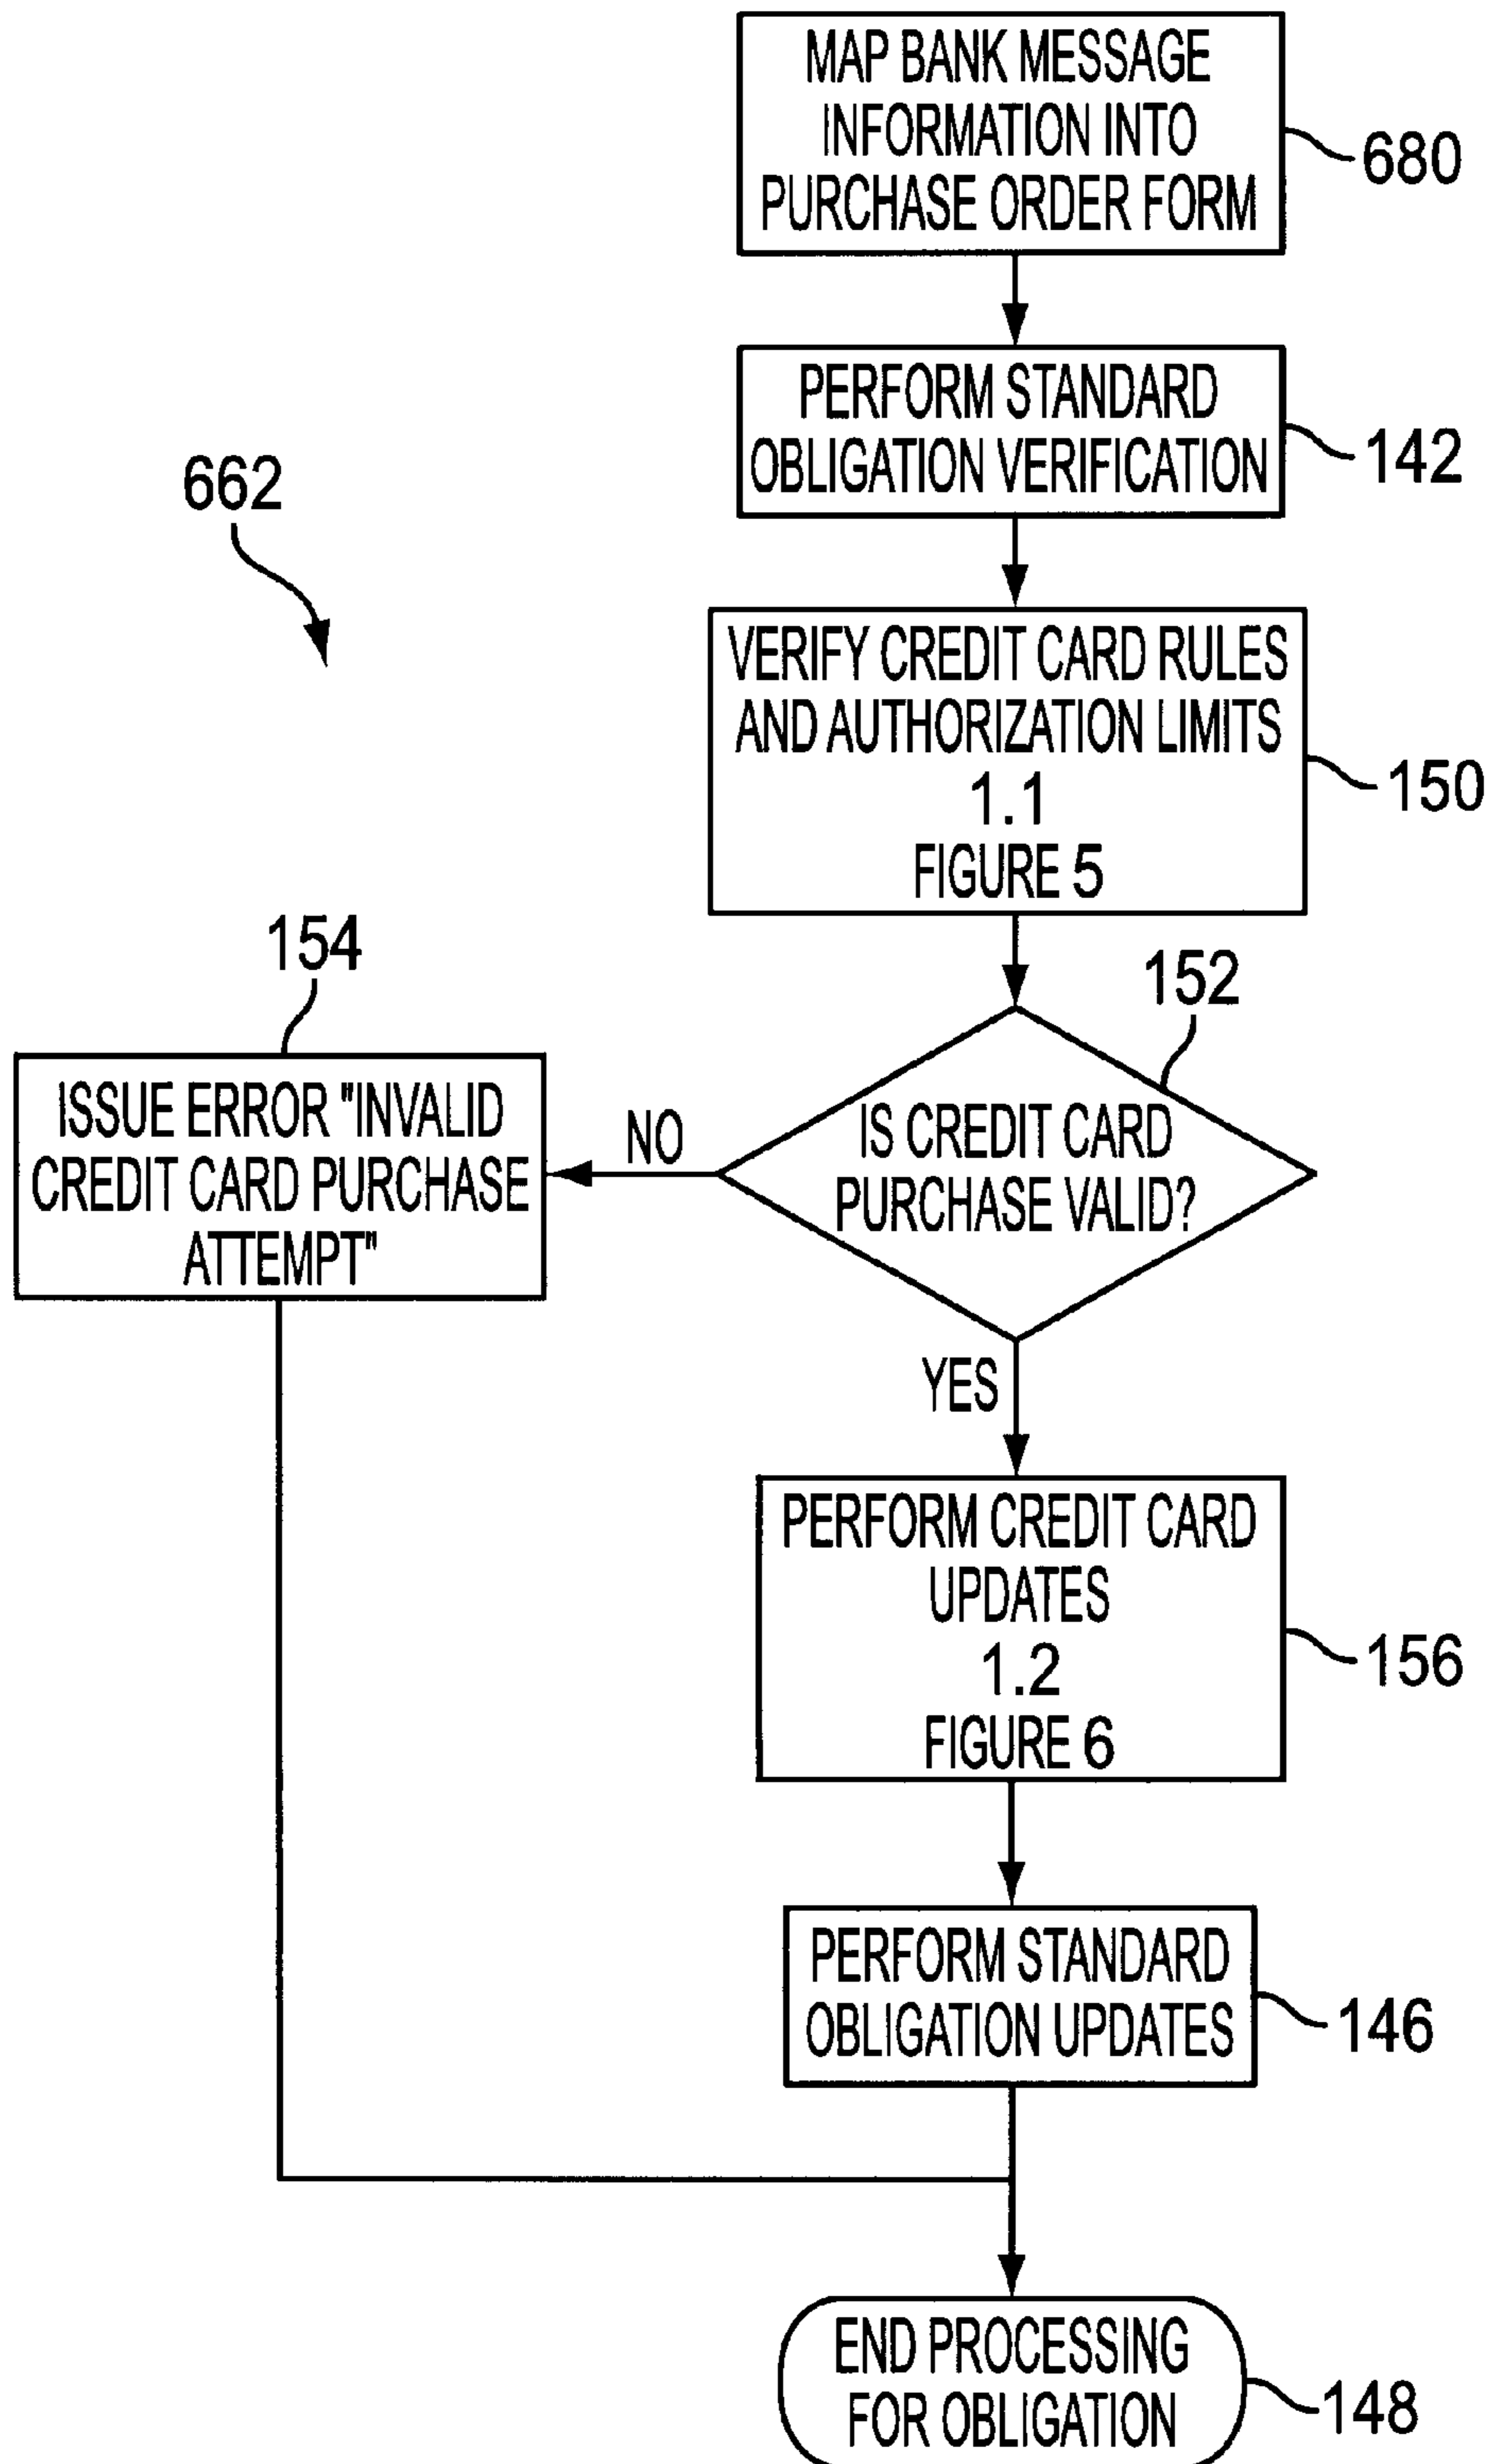 MAP BANK MESSAGE
INFORMATION INTO
PURCHASE ORDER FORM
680
PERFORM STANDARD
OBLIGATION VERIFICATION
142
662
VERIFY CREDIT CARD RULES
AND AUTHORIZATION LIMITS
1.1
FIGURE 5
150
154
152
ISSUE ERROR "INVALID
CREDIT CARD PURCHASE
ATTEMPT"
NO
IS CREDIT CARD
PURCHASE VALID?
YES
PERFORM CREDIT CARD
UPDATES
1.2
FIGURE 6
156
PERFORM STANDARD
OBLIGATION UPDATES
146
END PROCESSING
FOR OBLIGATION
148